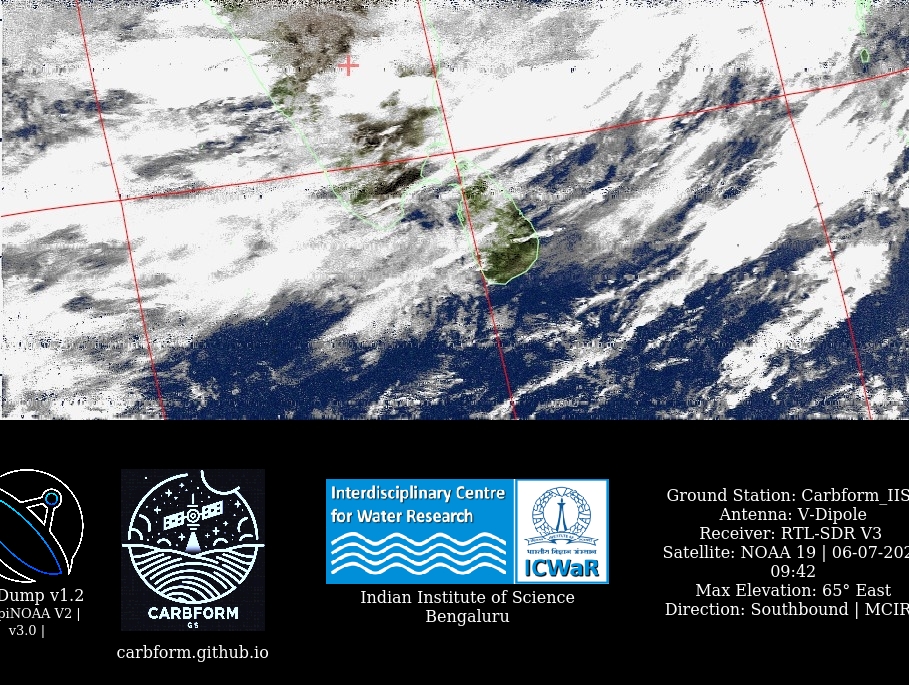 Dump v1.2
piNOAA V2 |
v3.0 |
CARBFORM
GS
carbform.github.io
Interdisciplinary Centre
for Water Research
भारतीय विज्ञान संस्थान
ICWaR
Indian Institute of Science
Bengaluru
Ground Station: Carbform_IIS
Antenna: V-Dipole
Receiver: RTL-SDR V3
Satellite: NOAA 19 | 06-07-202
09:42
Max Elevation: 65° East
Direction: Southbound | MCIR